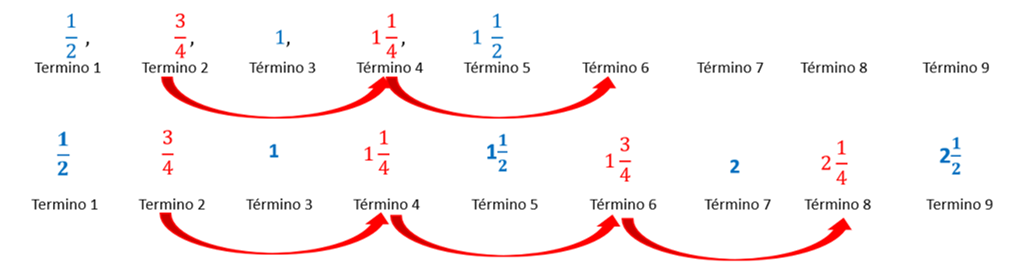 1/2, 3/4, 1, 1 1/4, 1 1/2
Termino 1 Termino 2 Término 3 Término 4 Término 5 Término 6 Término 7 Término 8 Término 9
1/2 3/4 1 1 1/4 1 1/2 1 3/4 2 2 1/4 2 1/2
Termino 1 Termino 2 Término 3 Término 4 Término 5 Término 6 Término 7 Término 8 Termino 9